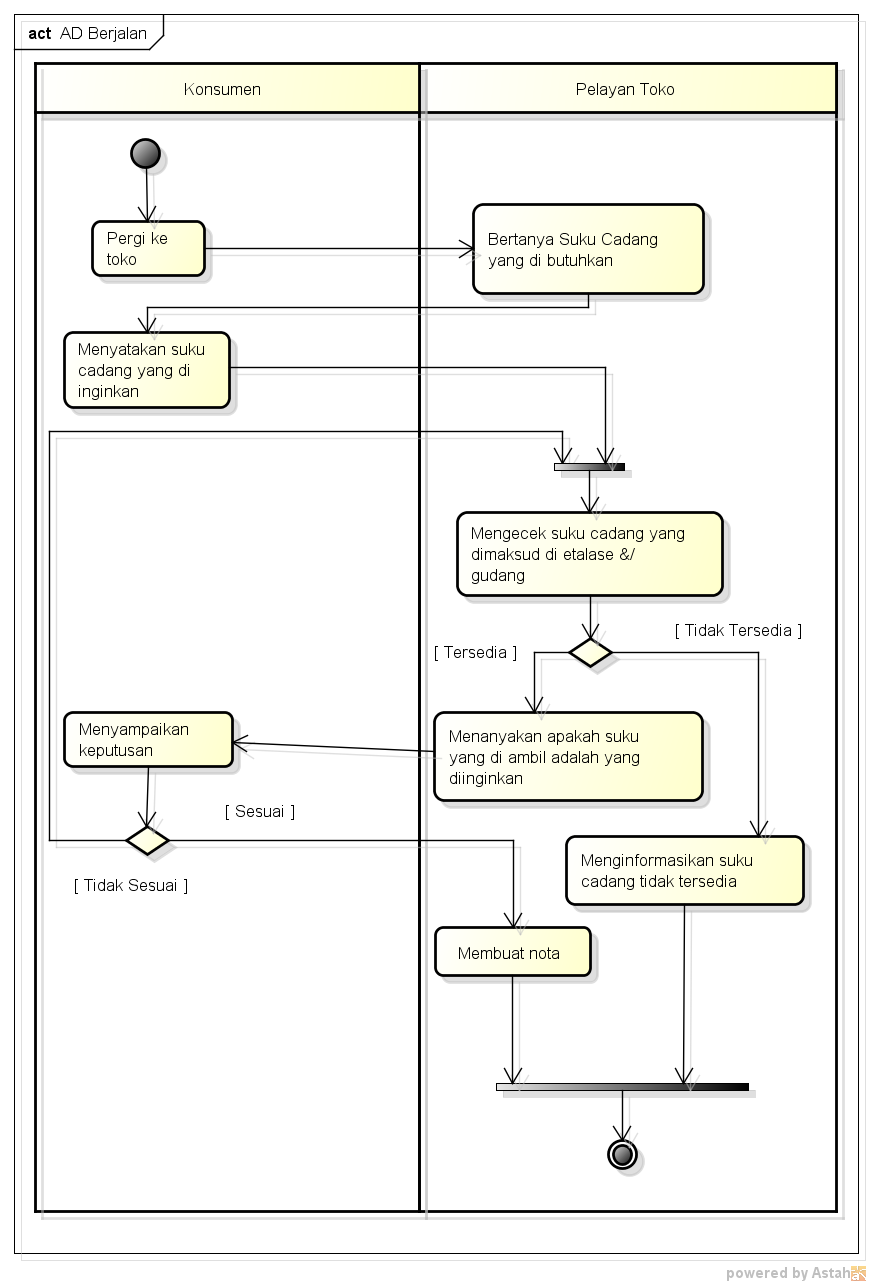 act AD Berjalan
Konsumen
Pelayan Toko
Pergi ke
toko
Bertanya Suku Cadang
yang di butuhkan
Menyatakan suku
cadang yang di
inginkan
Mengecek suku cadang yang
dimaksud di etalase &/
gudang
[ Tidak Tersedia ]
[ Tersedia ]
Menyampaikan
keputusan
Menanyakan apakah suku
yang di ambil adalah yang
diinginkan
[ Sesuai ]
[ Tidak Sesuai ]
Menginformasikan suku
cadang tidak tersedia
Membuat nota
powered by Astah